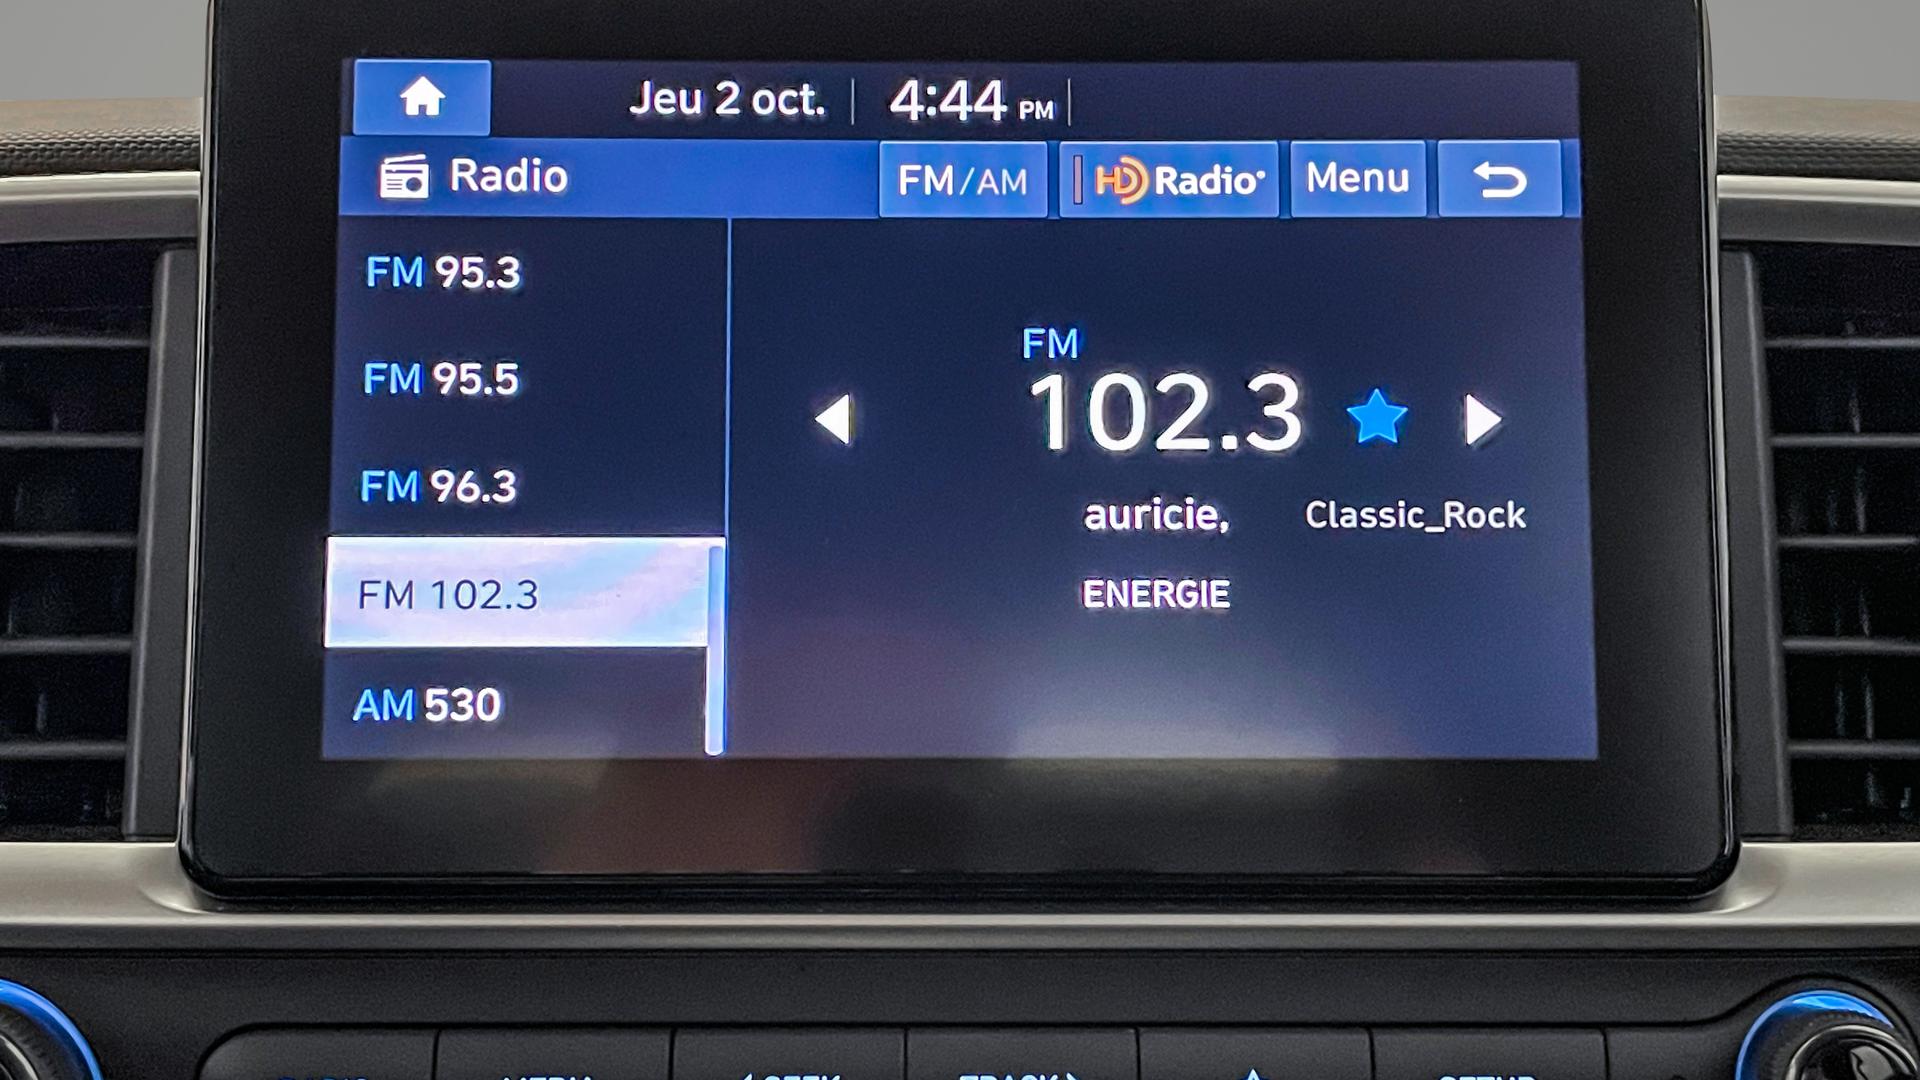 Jeu 2 oct. 4:44 PM
Radio FM/AM HD Radio Menu
FM 95.3
FM 95.5
FM 96.3
FM 102.3
AM 530
FM
102.3
auricie, Classic_Rock
ENERGIE